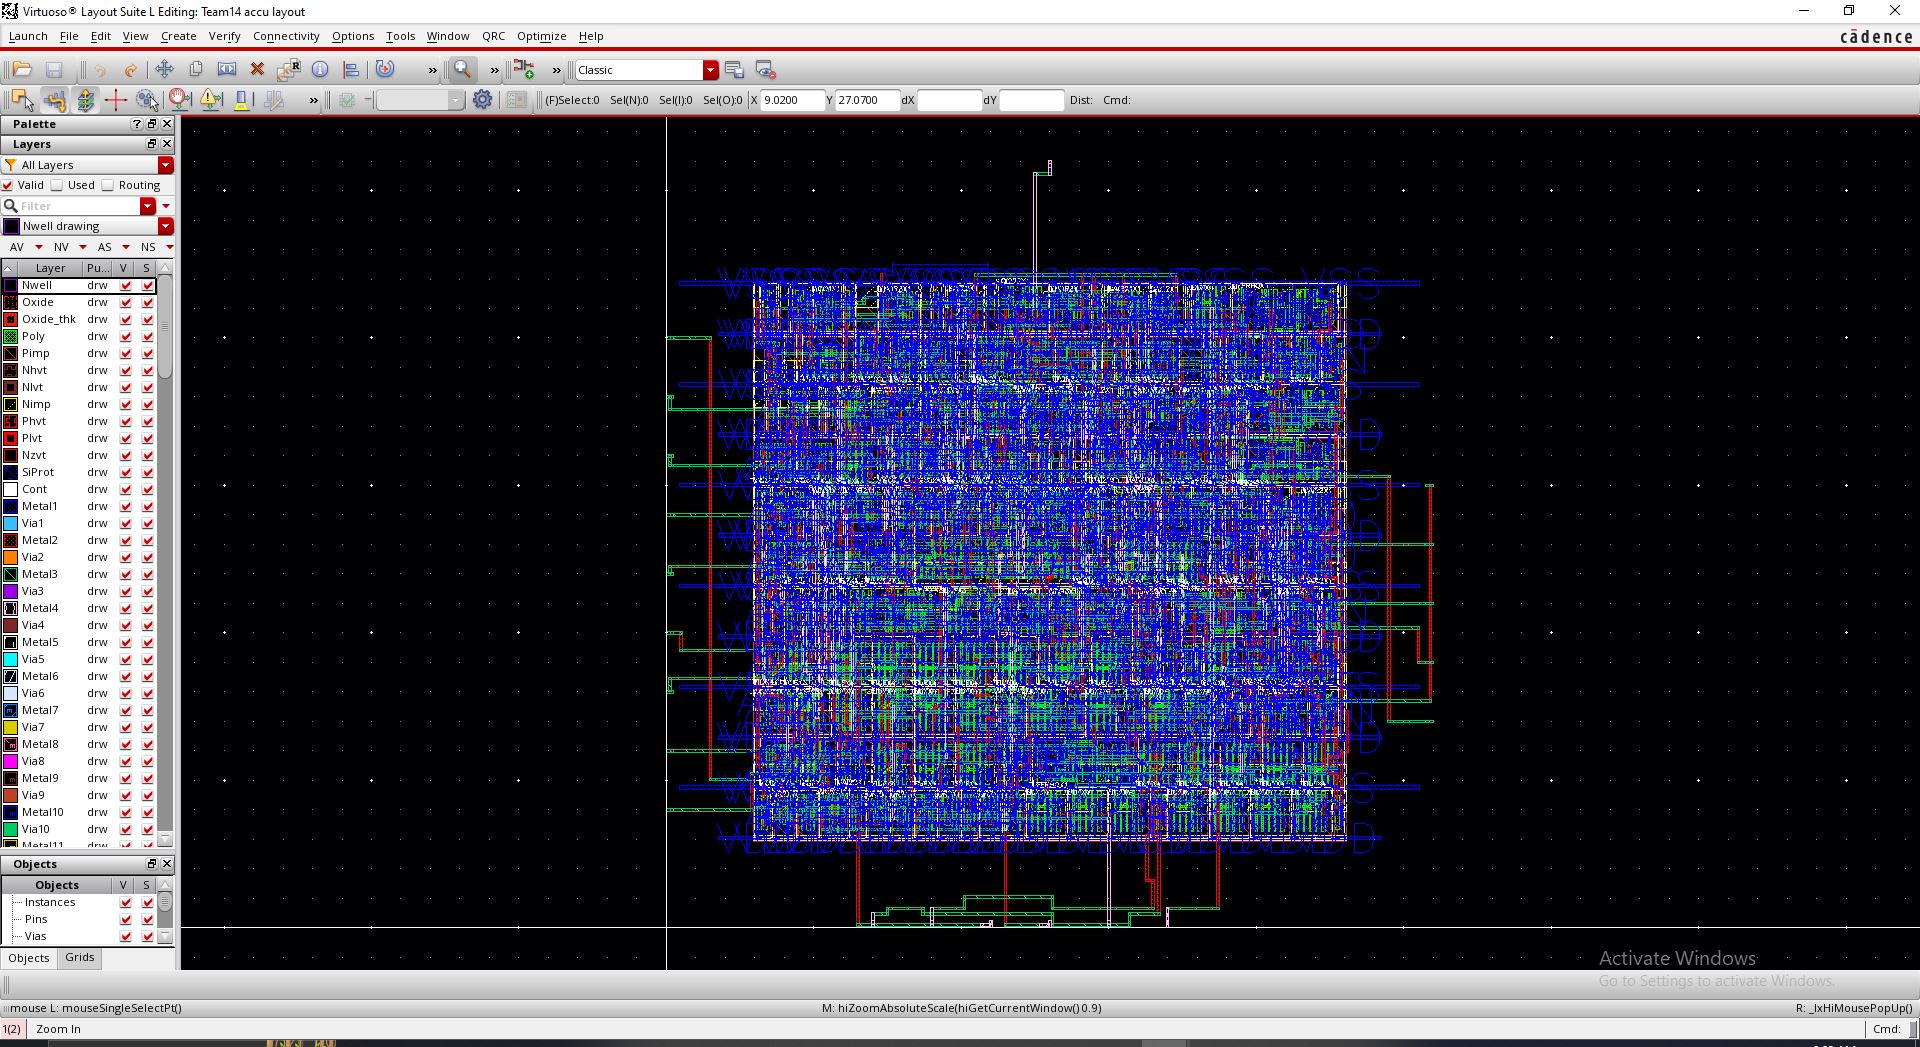 Virtuoso® Layout Suite L Editing: Team14 accu layout
Launch File Edit View Create Verify Connectivity Options Tools Window QRC Optimize Help
cādence
Classic
(F)Select:0 Sel(N):0 Sel(I):0 Sel(O):0 X 9.0200 Y 27.0700 dX dY Dist: Cmd:
Palette
Layers
All Layers
Valid Used Routing
Filter
Nwell drawing
AV NV AS NS
Layer Pu... V S
Nwell drw
Oxide drw
Oxide_thk drw
Poly drw
Pimp drw
Nhvt drw
Nlvt drw
Nimp drw
Phvt drw
Plvt drw
Nzvt drw
SiProt drw
Cont drw
Metal1 drw
Via1 drw
Metal2 drw
Via2 drw
Metal3 drw
Via3 drw
Metal4 drw
Via4 drw
Metal5 drw
Via5 drw
Metal6 drw
Via6 drw
Metal7 drw
Via7 drw
Metal8 drw
Via8 drw
Metal9 drw
Via9 drw
Metal10 drw
Via10 drw
Metal11 drw
Objects
Objects V S
Instances
Pins
Vias
Objects Grids
Activate Windows
Go to Settings to activate Windows.
mouse L: mouseSingleSelectPt() M: hiZoomAbsoluteScale(hiGetCurrentWindow() 0.9) R: _lxHiMousePopUp()
1(2) Zoom In Cmd: